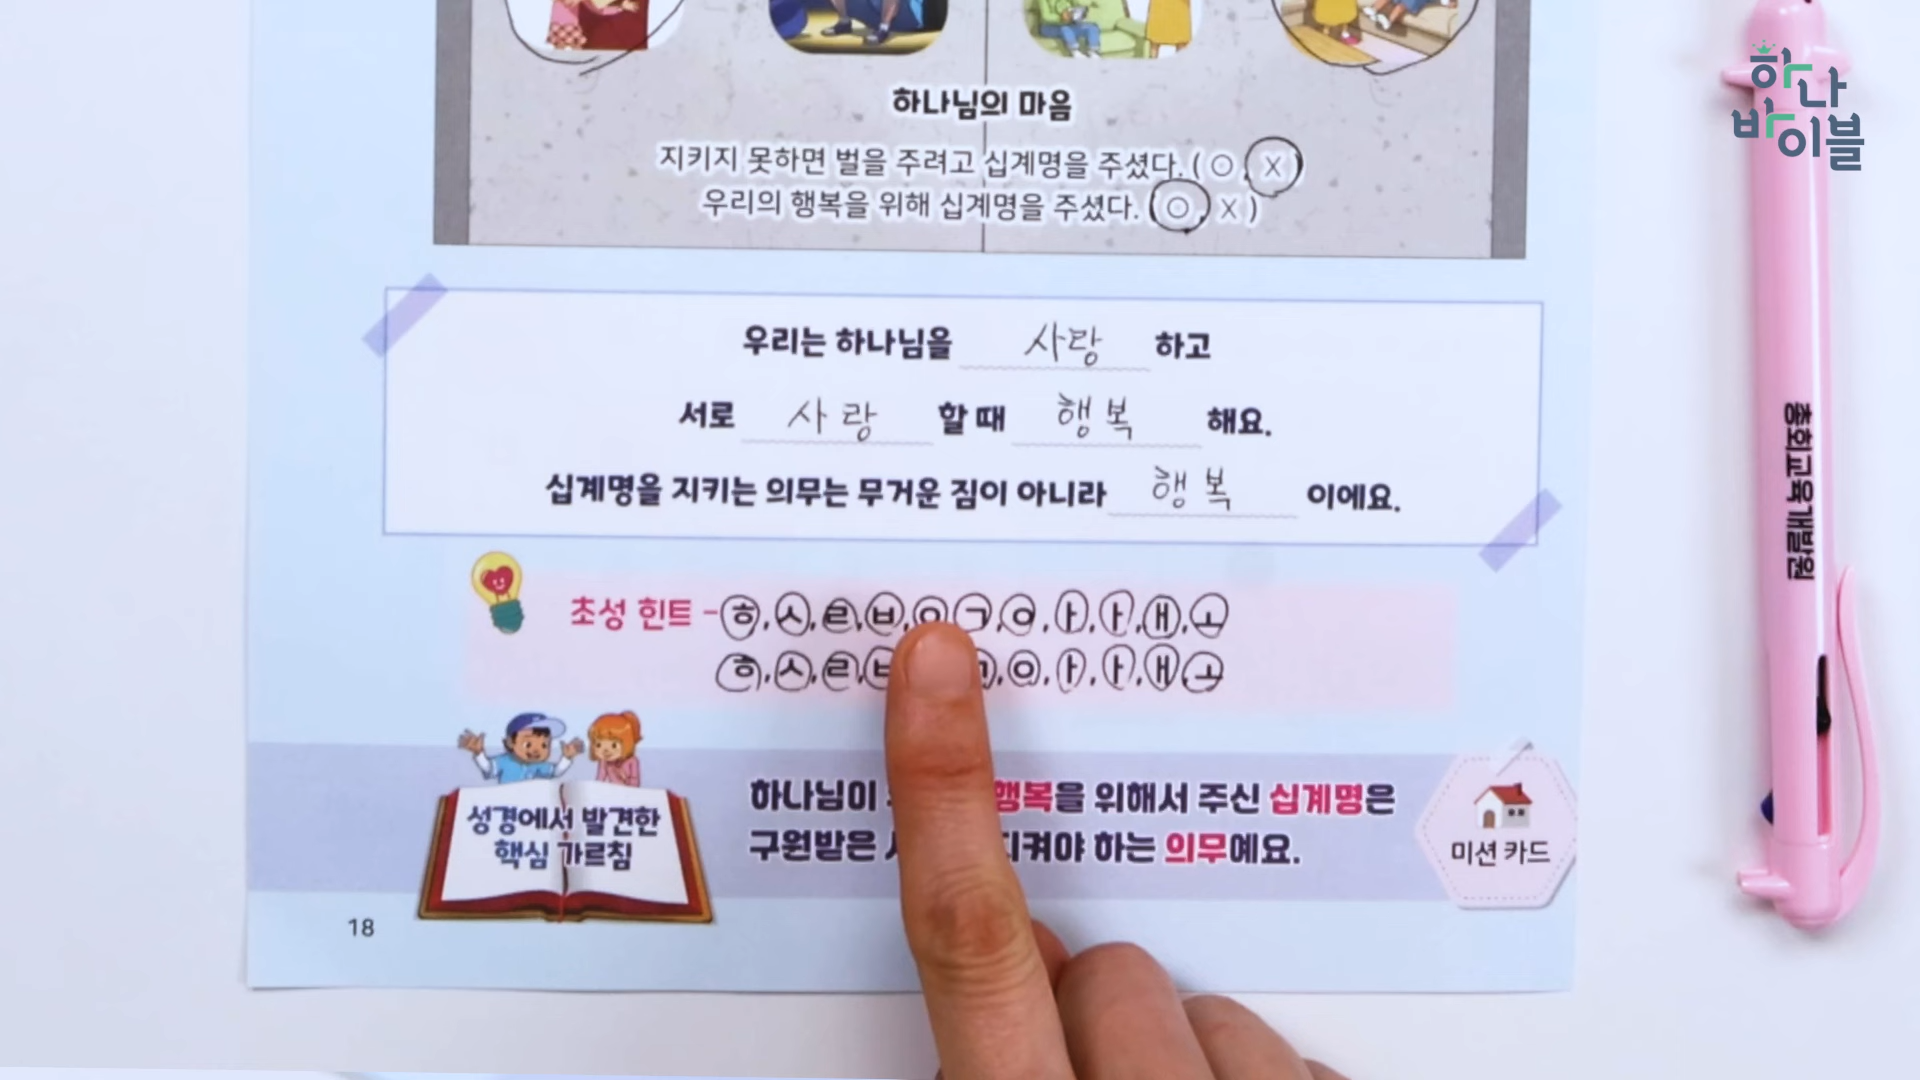 하나
바이블
하나님의 마음
지키지 못하면 벌을 주려고 십계명을 주셨다. ( ○, X )
우리의 행복을 위해 십계명을 주셨다. ( ○, X )
우리는 하나님을 사랑 하고
서로 사랑 할 때 행복 해요.
십계명을 지키는 의무는 무거운 짐이 아니라 행복 이에요.
초성 힌트 - ㅎ, ㅅ, ㄹ, ㅂ, ㅇ, ㄱ, ㅇ, ㅏ, ㅏ, ㅐ, ㅗ
ㅎ, ㅅ, ㄹ, ㅂ, ㅇ, ㅏ, ㅏ, ㅐ, ㅗ
성경에서 발견한
핵심 가르침
하나님이 행복을 위해서 주신 십계명은
구원받은 지켜야 하는 의무예요.
미션 카드
18
총회교육개발원